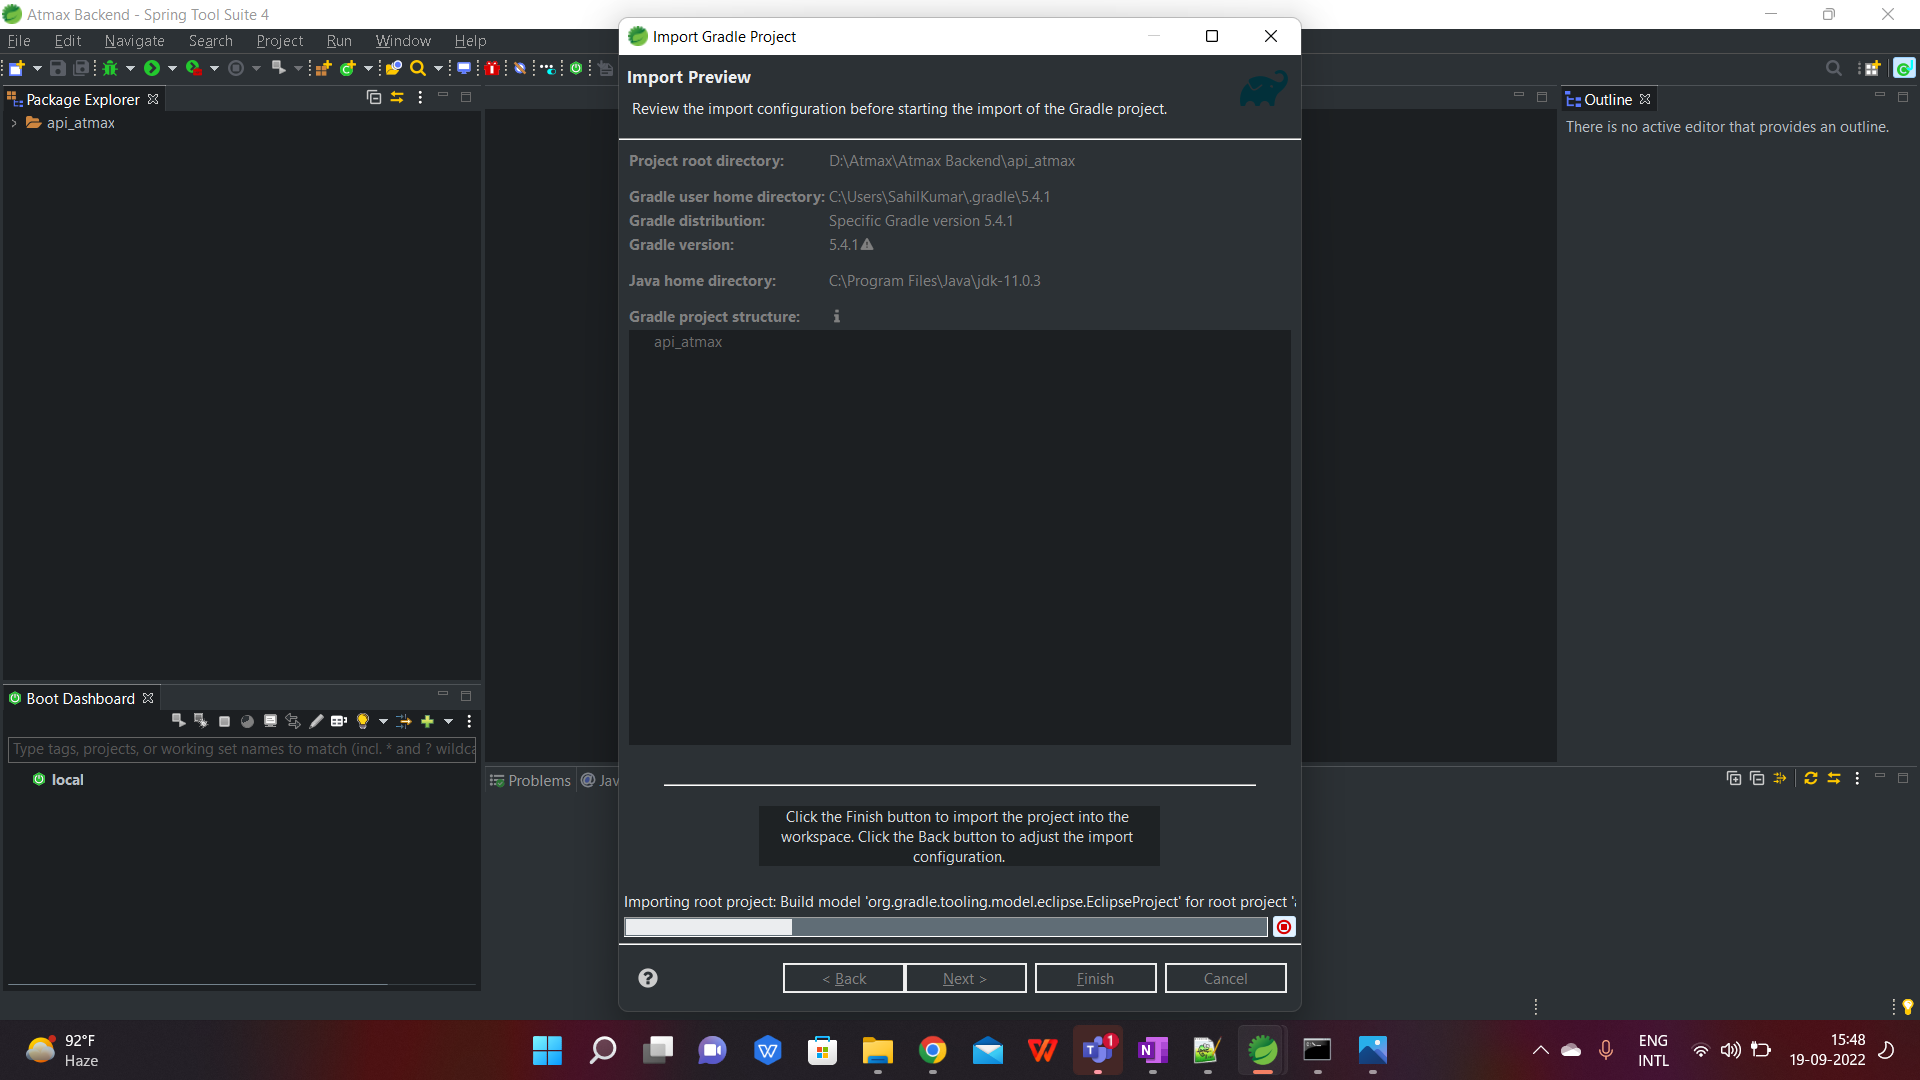 Atmax Backend - Spring Tool Suite 4
File Edit Navigate Search Project Run Window Help
Package Explorer
api_atmax
Import Gradle Project
Import Preview
Review the import configuration before starting the import of the Gradle project.
Project root directory: D:\Atmax\Atmax Backend\api_atmax
Gradle user home directory: C:\Users\SahilKumar\.gradle\5.4.1
Gradle distribution: Specific Gradle version 5.4.1
Gradle version: 5.4.1
Java home directory: C:\Program Files\Java\jdk-11.0.3
Gradle project structure:
api_atmax
Click the Finish button to import the project into the
workspace. Click the Back button to adjust the import
configuration.
Importing root project: Build model 'org.gradle.tooling.model.eclipse.EclipseProject' for root project '
< Back Next > Finish Cancel
Outline
There is no active editor that provides an outline.
Boot Dashboard
Type tags, projects, or working set names to match (incl. * and ? wildca
local
Problems @ Jav
92°F
Haze
1
ENG
INTL
15:48
19-09-2022